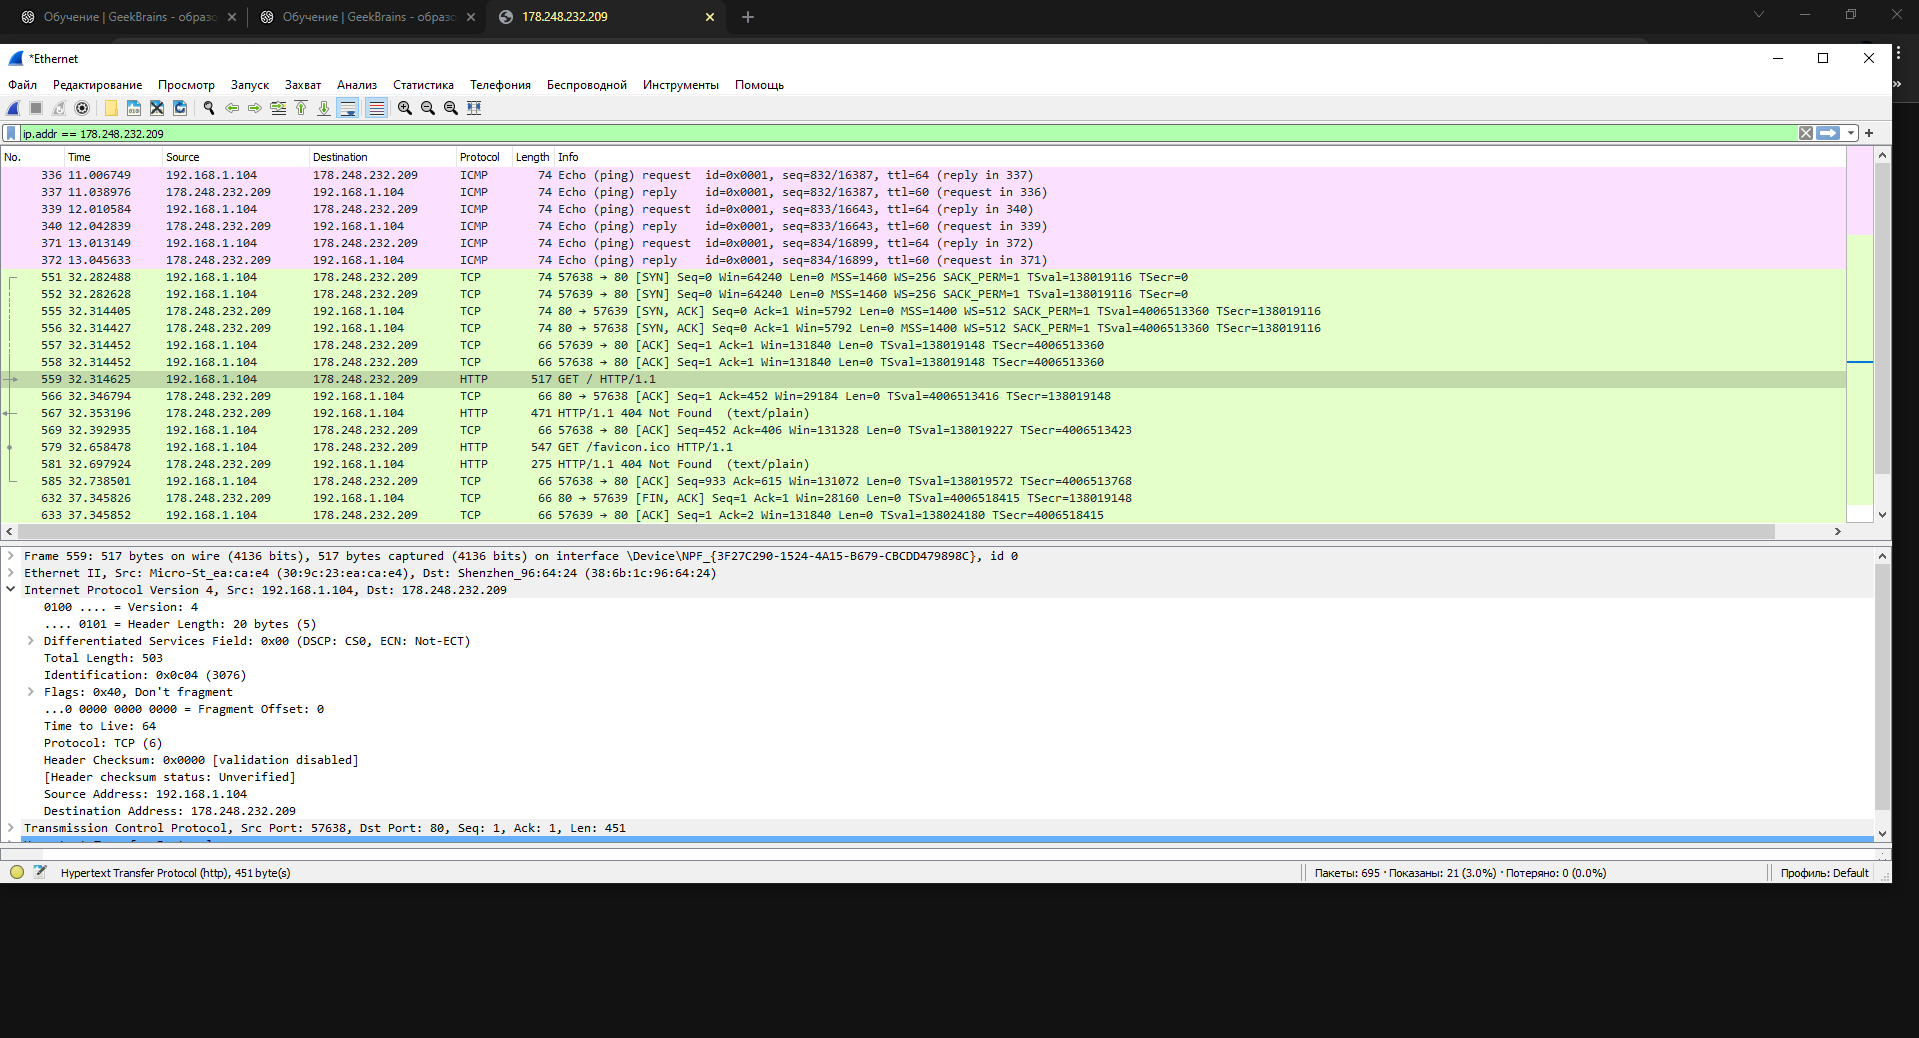 Обучение | GeekBrains - образо
Обучение | GeekBrains - образо
178.248.232.209
*Ethernet
Файл Редактирование Просмотр Запуск Захват Анализ Статистика Телефония Беспроводной Инструменты Помощь
ip.addr == 178.248.232.209
No. Time Source Destination Protocol Length Info
336 11.006749 192.168.1.104 178.248.232.209 ICMP 74 Echo (ping) request id=0x0001, seq=832/16387, ttl=64 (reply in 337)
337 11.038976 178.248.232.209 192.168.1.104 ICMP 74 Echo (ping) reply id=0x0001, seq=832/16387, ttl=60 (request in 336)
339 12.010584 192.168.1.104 178.248.232.209 ICMP 74 Echo (ping) request id=0x0001, seq=833/16643, ttl=64 (reply in 340)
340 12.042839 178.248.232.209 192.168.1.104 ICMP 74 Echo (ping) reply id=0x0001, seq=833/16643, ttl=60 (request in 339)
371 13.013149 192.168.1.104 178.248.232.209 ICMP 74 Echo (ping) request id=0x0001, seq=834/16899, ttl=64 (reply in 372)
372 13.045633 178.248.232.209 192.168.1.104 ICMP 74 Echo (ping) reply id=0x0001, seq=834/16899, ttl=60 (request in 371)
551 32.282488 192.168.1.104 178.248.232.209 TCP 74 57638 → 80 [SYN] Seq=0 Win=64240 Len=0 MSS=1460 WS=256 SACK_PERM=1 TSval=138019116 TSecr=0
552 32.282628 192.168.1.104 178.248.232.209 TCP 74 57639 → 80 [SYN] Seq=0 Win=64240 Len=0 MSS=1460 WS=256 SACK_PERM=1 TSval=138019116 TSecr=0
555 32.314405 178.248.232.209 192.168.1.104 TCP 74 80 → 57639 [SYN, ACK] Seq=0 Ack=1 Win=5792 Len=0 MSS=1400 WS=512 SACK_PERM=1 TSval=4006513360 TSecr=138019116
556 32.314427 178.248.232.209 192.168.1.104 TCP 74 80 → 57638 [SYN, ACK] Seq=0 Ack=1 Win=5792 Len=0 MSS=1400 WS=512 SACK_PERM=1 TSval=4006513360 TSecr=138019116
557 32.314452 192.168.1.104 178.248.232.209 TCP 66 57639 → 80 [ACK] Seq=1 Ack=1 Win=131840 Len=0 TSval=138019148 TSecr=4006513360
558 32.314452 192.168.1.104 178.248.232.209 TCP 66 57638 → 80 [ACK] Seq=1 Ack=1 Win=131840 Len=0 TSval=138019148 TSecr=4006513360
559 32.314625 192.168.1.104 178.248.232.209 HTTP 517 GET / HTTP/1.1
566 32.346794 178.248.232.209 192.168.1.104 TCP 66 80 → 57638 [ACK] Seq=1 Ack=452 Win=29184 Len=0 TSval=4006513416 TSecr=138019148
567 32.353196 178.248.232.209 192.168.1.104 HTTP 471 HTTP/1.1 404 Not Found (text/plain)
569 32.392935 192.168.1.104 178.248.232.209 TCP 66 57638 → 80 [ACK] Seq=452 Ack=406 Win=131328 Len=0 TSval=138019227 TSecr=4006513423
579 32.658478 192.168.1.104 178.248.232.209 HTTP 547 GET /favicon.ico HTTP/1.1
581 32.697924 178.248.232.209 192.168.1.104 HTTP 275 HTTP/1.1 404 Not Found (text/plain)
585 32.738501 192.168.1.104 178.248.232.209 TCP 66 57638 → 80 [ACK] Seq=933 Ack=615 Win=131072 Len=0 TSval=138019572 TSecr=4006513768
632 37.345826 178.248.232.209 192.168.1.104 TCP 66 80 → 57639 [FIN, ACK] Seq=1 Ack=1 Win=28160 Len=0 TSval=4006518415 TSecr=138019148
633 37.345852 192.168.1.104 178.248.232.209 TCP 66 57639 → 80 [ACK] Seq=1 Ack=2 Win=131840 Len=0 TSval=138024180 TSecr=4006518415
Frame 559: 517 bytes on wire (4136 bits), 517 bytes captured (4136 bits) on interface \Device\NPF_{3F27C290-1524-4A15-B679-CBCDD479898C}, id 0
Ethernet II, Src: Micro-St_ea:ca:e4 (30:9c:23:ea:ca:e4), Dst: Shenzhen_96:64:24 (38:6b:1c:96:64:24)
Internet Protocol Version 4, Src: 192.168.1.104, Dst: 178.248.232.209
0100 .... = Version: 4
.... 0101 = Header Length: 20 bytes (5)
Differentiated Services Field: 0x00 (DSCP: CS0, ECN: Not-ECT)
Total Length: 503
Identification: 0x0c04 (3076)
Flags: 0x40, Don't fragment
...0 0000 0000 0000 = Fragment Offset: 0
Time to Live: 64
Protocol: TCP (6)
Header Checksum: 0x0000 [validation disabled]
[Header checksum status: Unverified]
Source Address: 192.168.1.104
Destination Address: 178.248.232.209
Transmission Control Protocol, Src Port: 57638, Dst Port: 80, Seq: 1, Ack: 1, Len: 451
Hypertext Transfer Protocol (http), 451 byte(s)
Пакеты: 695 · Показаны: 21 (3.0%) · Потеряно: 0 (0.0%)
Профиль: Default